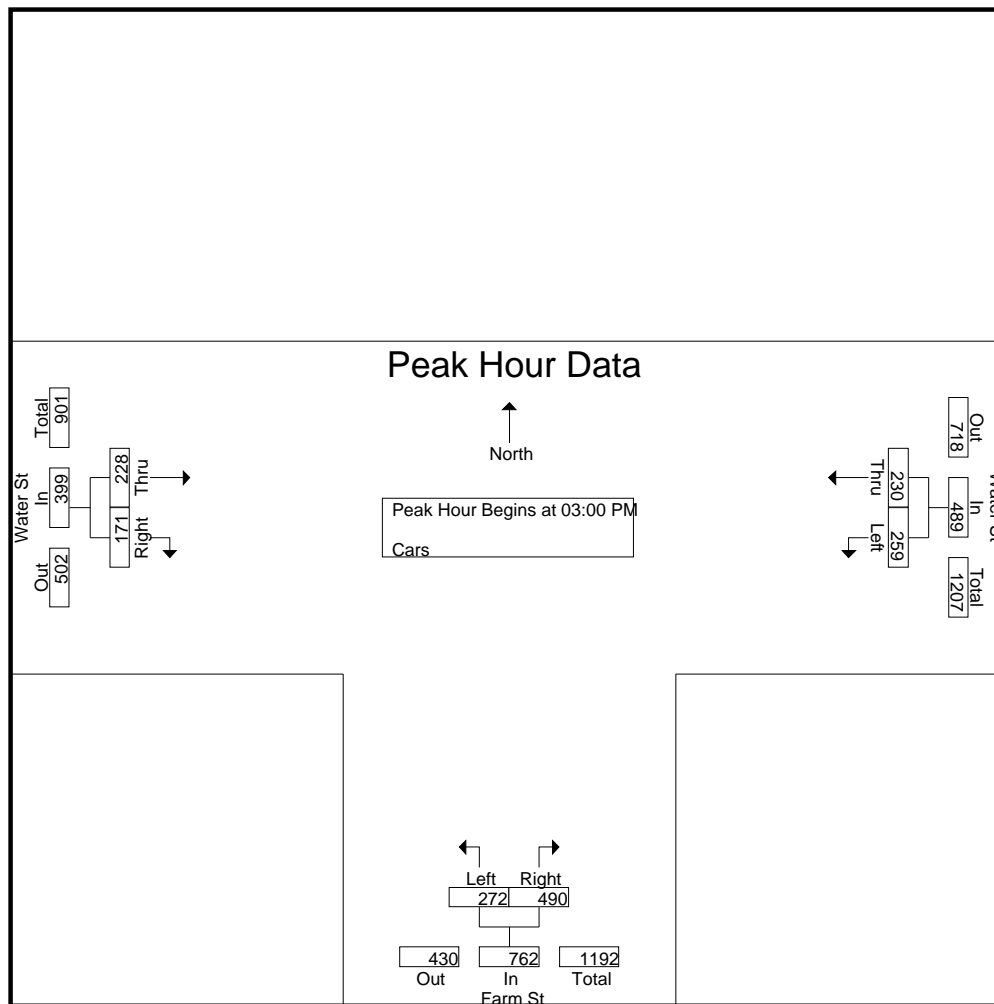 Peak Hour Data
North
Peak Hour Begins at 03:00 PM
Cars
Water St
Total
901
In
399
Out
502
228
171
Thru
Right
Water St
Out
718
In
489
Total
1207
Thru
230
Left
259
Left
Right
272
490
430
762
1192
Out
In
Total
Farm St